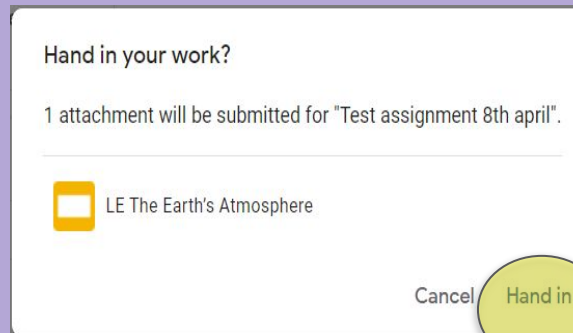 Hand in your work?
1 attachment will be submitted for "Test assignment 8th april".
LE The Earth's Atmosphere
Cancel Hand in